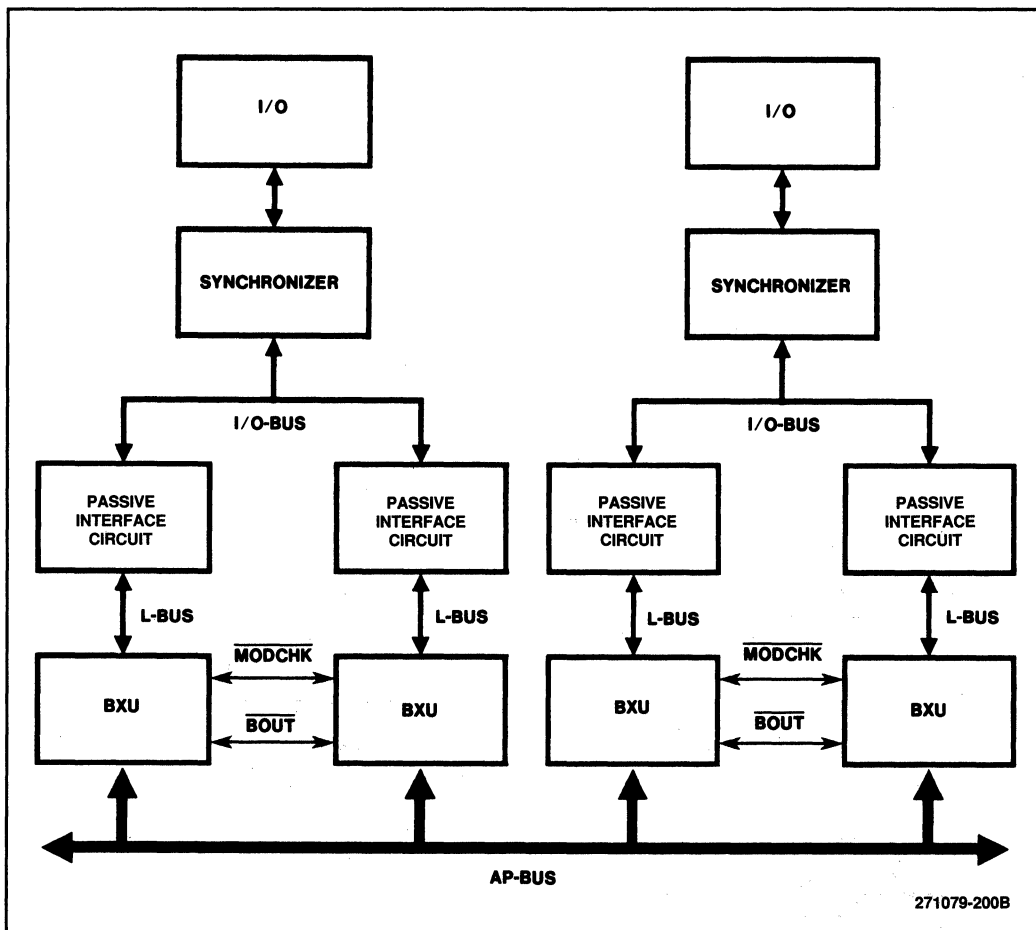 I/O
I/O
SYNCHRONIZER
SYNCHRONIZER
I/O-BUS
I/O-BUS
PASSIVE
INTERFACE
CIRCUIT
PASSIVE
INTERFACE
CIRCUIT
PASSIVE
INTERFACE
CIRCUIT
PASSIVE
INTERFACE
CIRCUIT
L-BUS
L-BUS
L-BUS
L-BUS
BXU
MODCHK
BOUT
BXU
BXU
MODCHK
BOUT
BXU
AP-BUS
271079-200B